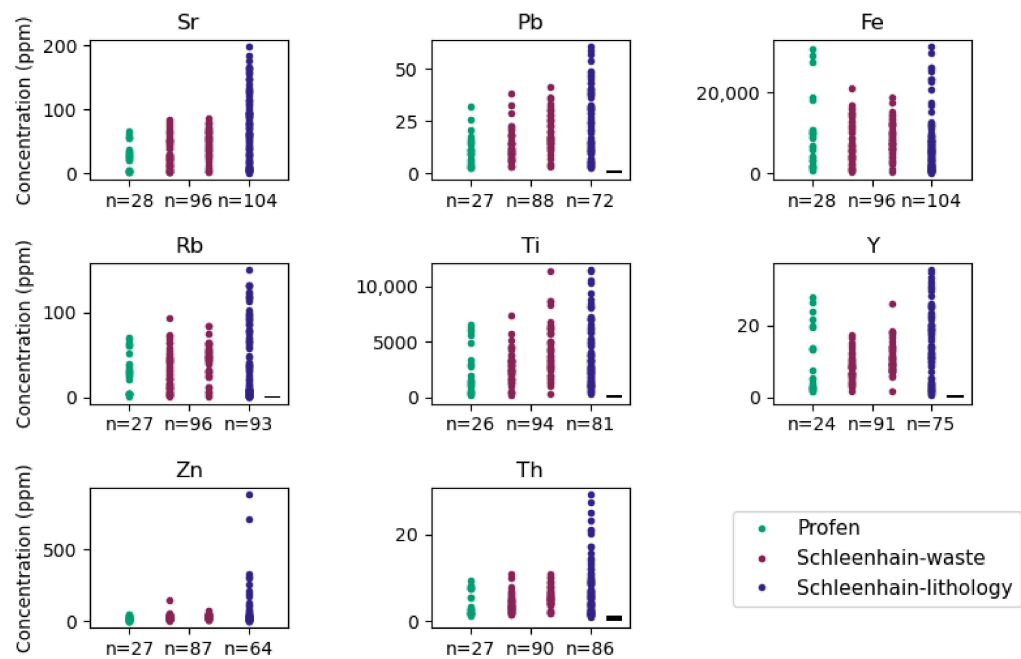 Sr
Pb
Fe
Concentration (ppm)
200
100
0
50
25
0
20,000
0
n=28 n=96 n=104
n=27 n=88 n=72
n=28 n=96 n=104
Rb
Ti
Y
Concentration (ppm)
100
0
10,000
5000
0
20
0
n=27 n=96 n=93
n=26 n=94 n=81
n=24 n=91 n=75
Zn
Th
Concentration (ppm)
500
0
20
0
n=27 n=87 n=64
n=27 n=90 n=86
Profen
Schleenhain-waste
Schleenhain-lithology